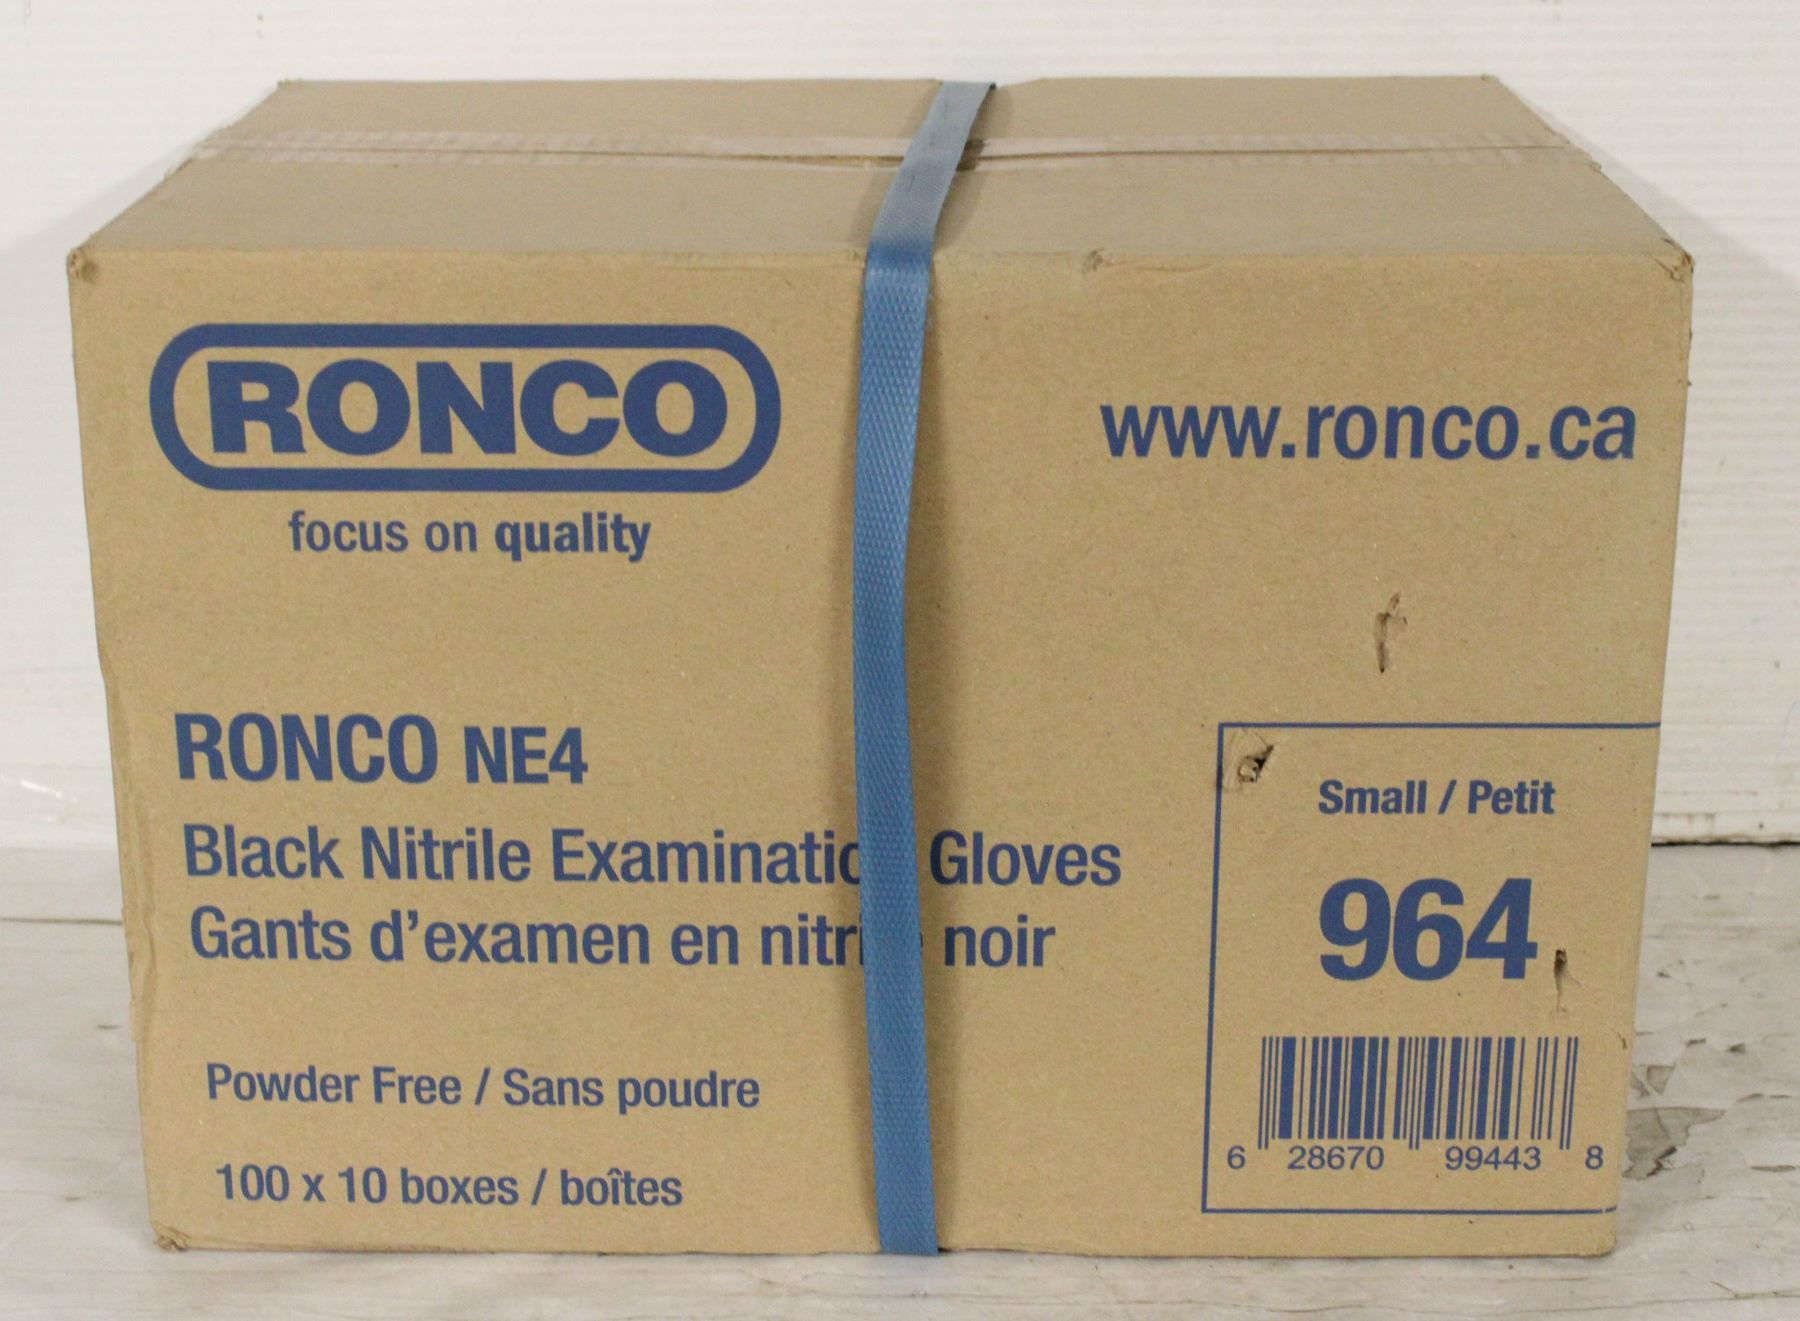 RONCO
focus on quality
www.ronco.ca
RONCO NE4
Black Nitrile Examinatio Gloves
Gants d'examen en nitri noir
Powder Free / Sans poudre
100 x 10 boxes / boîtes
Small / Petit
964
6 28670 99443 8